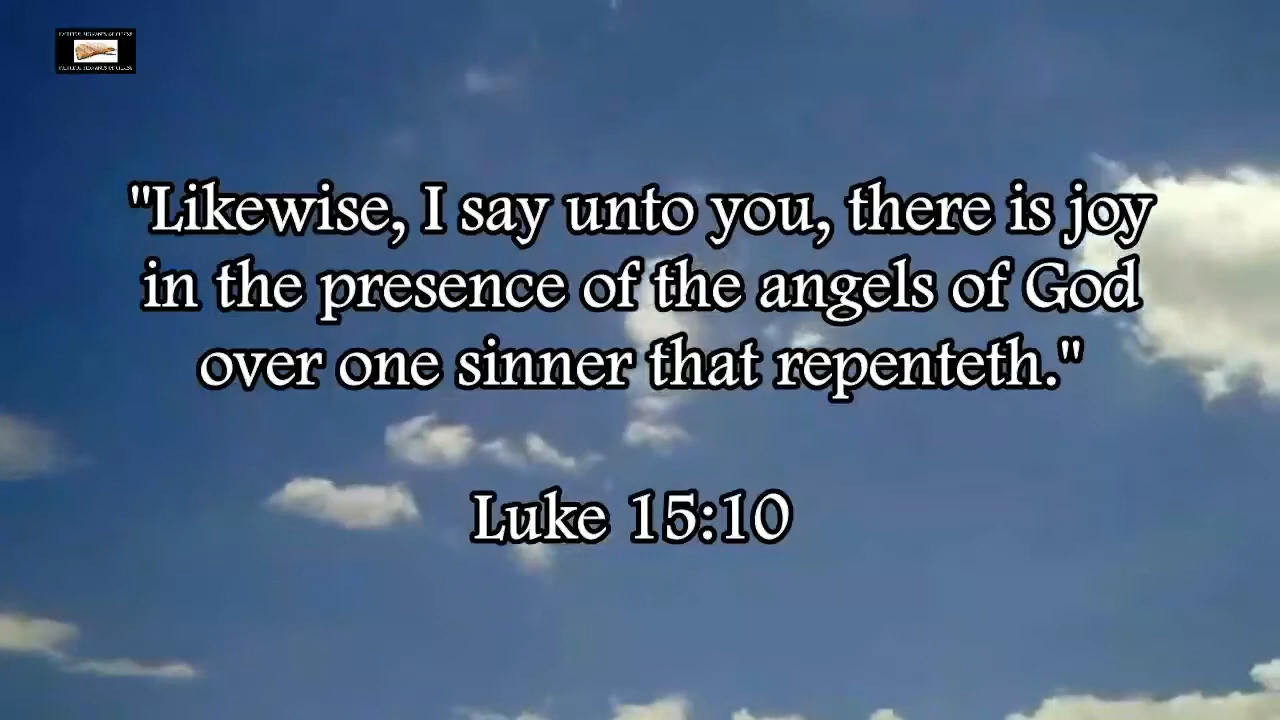 "Likewise, I say unto you, there is joy
in the presence of the angels of God
over one sinner that repenteth."
Luke 15:10